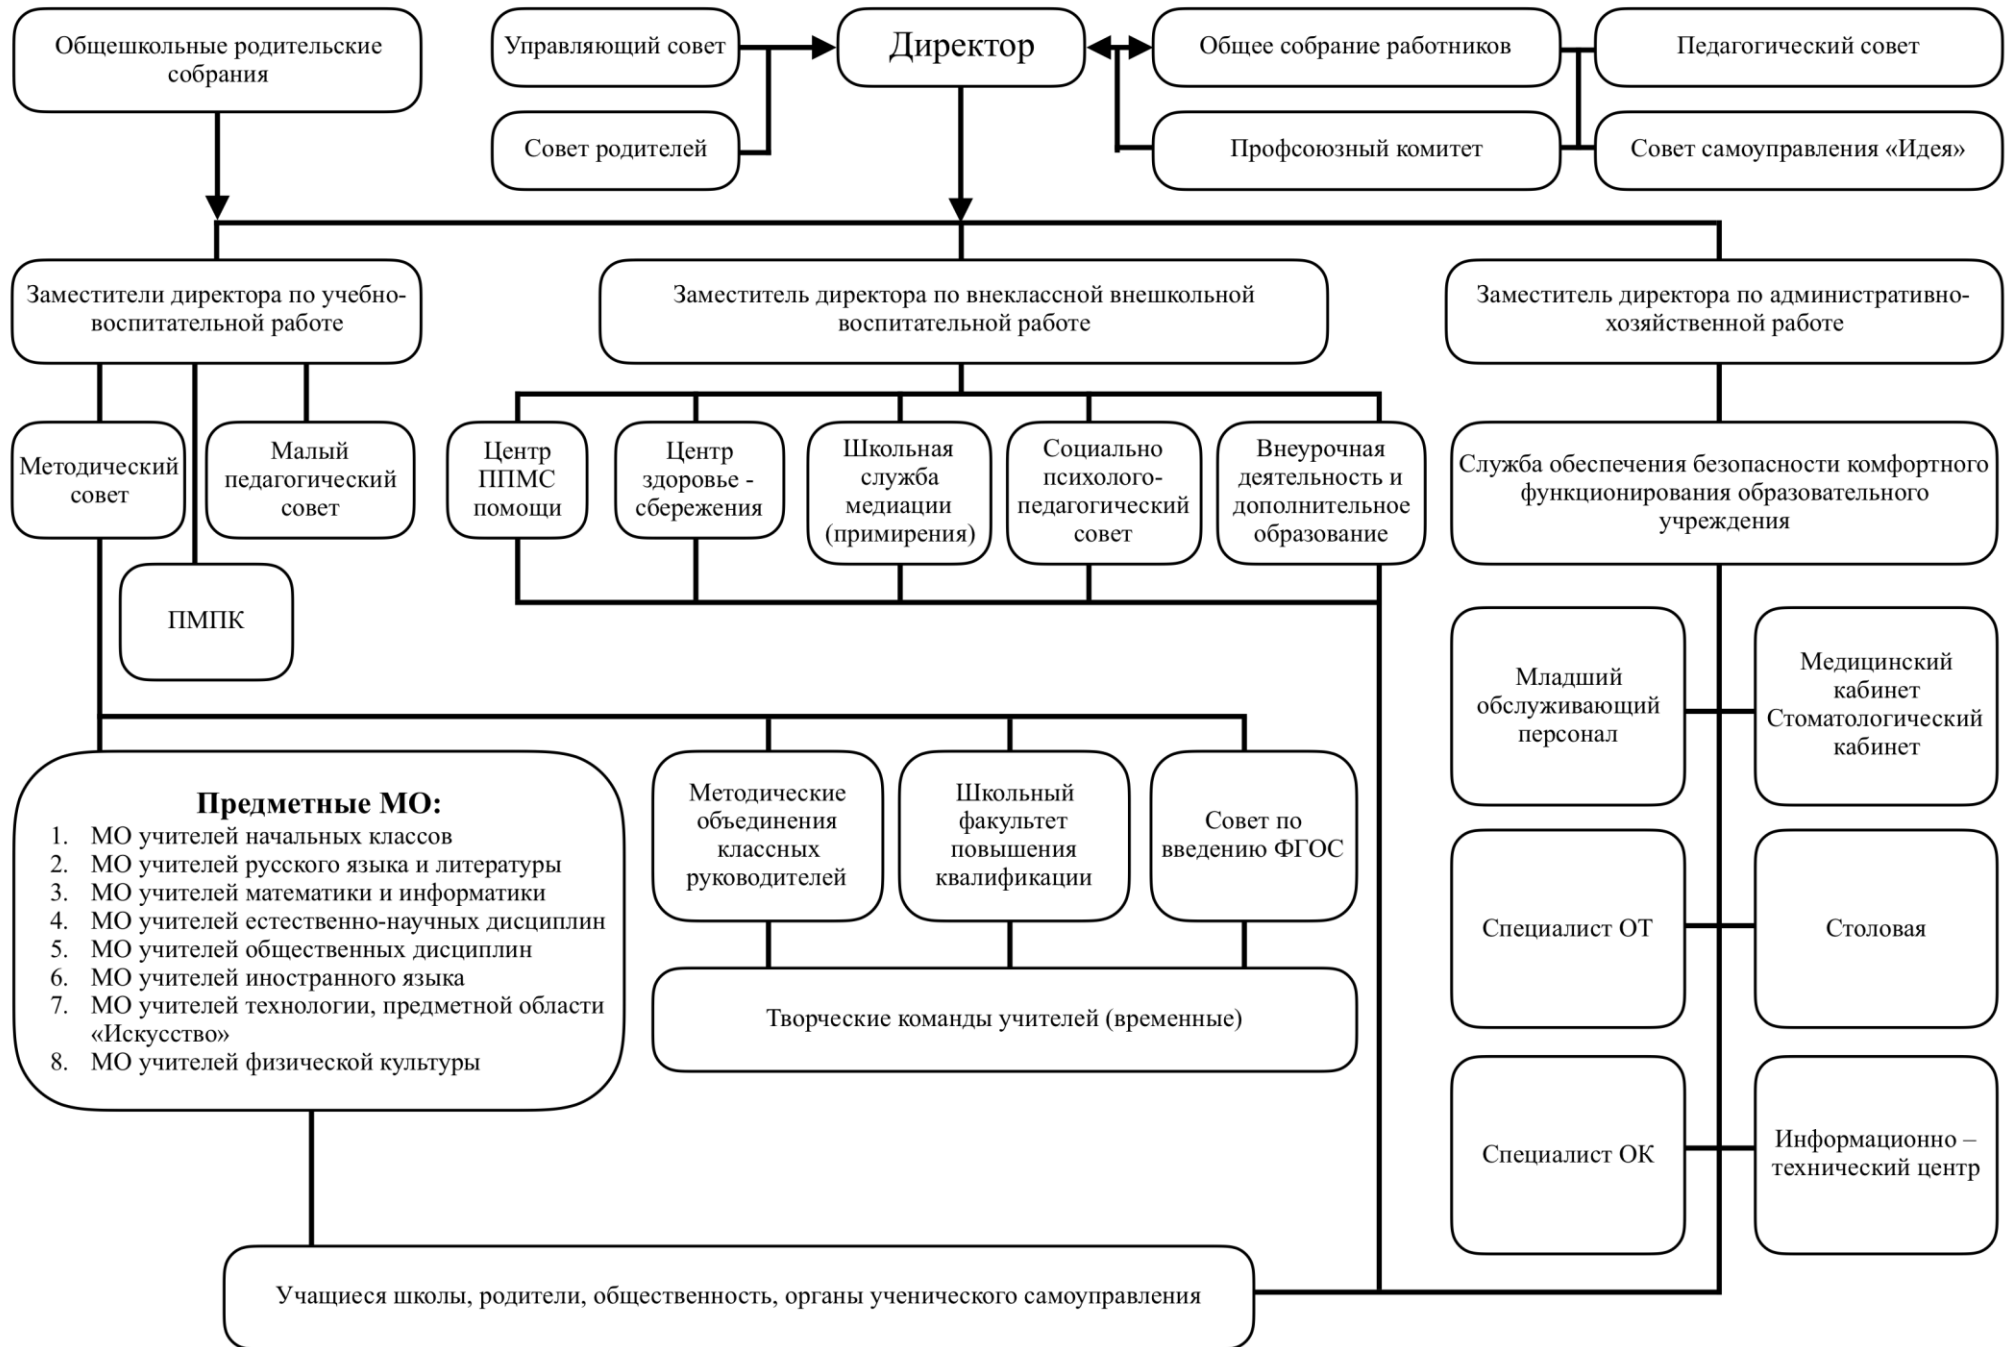 Общешкольные родительские
собрания
Управляющий совет
Директор
Общее собрание работников
Педагогический совет
Совет родителей
Профсоюзный комитет
Совет самоуправления «Идея»
Заместители директора по учебно-
воспитательной работе
Заместитель директора по внеклассной внешкольной
воспитательной работе
Заместитель директора по административно-
хозяйственной работе
Методический
совет
Малый
педагогический
совет
Центр
ППМС
помощи
Центр
здоровье -
сбережения
Школьная
служба
медиации
(примирения)
Социально
психолого-
педагогический
совет
Внеурочная
деятельность и
дополнительное
образование
Служба обеспечения безопасности комфортного
функционирования образовательного
учреждения
ПМПК
Младший
обслуживающий
персонал
Медицинский
кабинет
Стоматологический
кабинет
Предметные МО:
1. МО учителей начальных классов
2. МО учителей русского языка и литературы
3. МО учителей математики и информатики
4. МО учителей естественно-научных дисциплин
5. МО учителей общественных дисциплин
6. МО учителей иностранного языка
7. МО учителей технологии, предметной области
«Искусство»
8. МО учителей физической культуры
Методические
объединения
классных
руководителей
Школьный
факультет
повышения
квалификации
Совет по
введению ФГОС
Специалист ОТ
Столовая
Творческие команды учителей (временные)
Специалист ОК
Информационно –
технический центр
Учащиеся школы, родители, общественность, органы ученического самоуправления